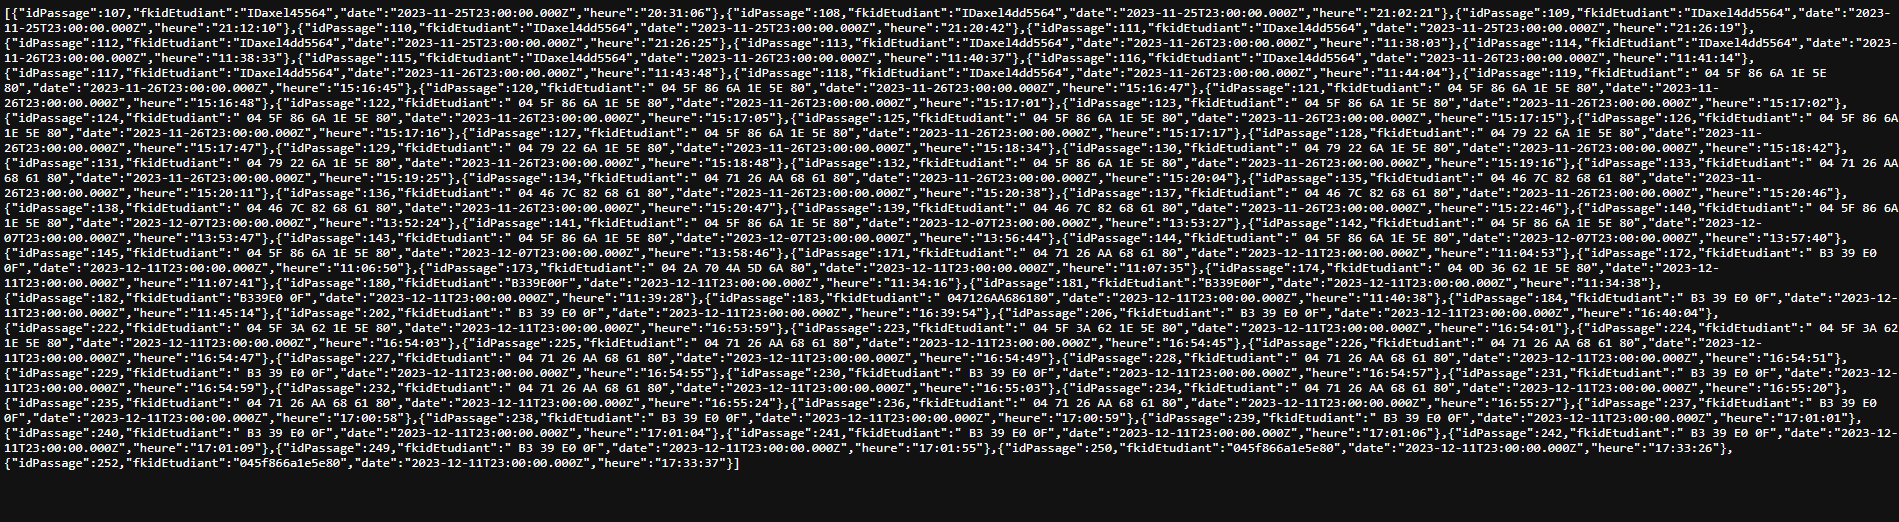 [{"idPassage":107,"fkidEtudiant":"IDaxel45564","date":"2023-11-25T23:00:00.000Z","heure":"20:31:06"},{"idPassage":108,"fkidEtudiant":"IDaxel4dd5564","date":"2023-11-25T23:00:00.000Z","heure":"21:02:21"},{"idPassage":109,"fkidEtudiant":"IDaxel4dd5564","date":"2023-
11-25T23:00:00.000Z","heure":"21:12:10"},{"idPassage":110,"fkidEtudiant":"IDaxel4dd5564","date":"2023-11-25T23:00:00.000Z","heure":"21:20:42"},{"idPassage":111,"fkidEtudiant":"IDaxel4dd5564","date":"2023-11-25T23:00:00.000Z","heure":"21:26:19"},
{"idPassage":112,"fkidEtudiant":"IDaxel4dd5564","date":"2023-11-25T23:00:00.000Z","heure":"21:26:25"},{"idPassage":113,"fkidEtudiant":"IDaxel4dd5564","date":"2023-11-26T23:00:00.000Z","heure":"11:38:03"},{"idPassage":114,"fkidEtudiant":"IDaxel4dd5564","date":"2023-11-
26T23:00:00.000Z","heure":"11:38:33"},{"idPassage":115,"fkidEtudiant":"IDaxel4dd5564","date":"2023-11-26T23:00:00.000Z","heure":"11:40:37"},{"idPassage":116,"fkidEtudiant":"IDaxel4dd5564","date":"2023-11-26T23:00:00.000Z","heure":"11:41:14"},
{"idPassage":117,"fkidEtudiant":"IDaxel4dd5564","date":"2023-11-26T23:00:00.000Z","heure":"11:43:48"},{"idPassage":118,"fkidEtudiant":"IDaxel4dd5564","date":"2023-11-26T23:00:00.000Z","heure":"11:44:04"},{"idPassage":119,"fkidEtudiant":" 04 5F 86 6A 1E 5E
80","date":"2023-11-26T23:00:00.000Z","heure":"15:16:45"},{"idPassage":120,"fkidEtudiant":" 04 5F 86 6A 1E 5E 80","date":"2023-11-26T23:00:00.000Z","heure":"15:16:47"},{"idPassage":121,"fkidEtudiant":" 04 5F 86 6A 1E 5E 80","date":"2023-11-
26T23:00:00.000Z","heure":"15:16:48"},{"idPassage":122,"fkidEtudiant":" 04 5F 86 6A 1E 5E 80","date":"2023-11-26T23:00:00.000Z","heure":"15:17:01"},{"idPassage":123,"fkidEtudiant":" 04 5F 86 6A 1E 5E 80","date":"2023-11-26T23:00:00.000Z","heure":"15:17:02"},
{"idPassage":124,"fkidEtudiant":" 04 5F 86 6A 1E 5E 80","date":"2023-11-26T23:00:00.000Z","heure":"15:17:05"},{"idPassage":125,"fkidEtudiant":" 04 5F 86 6A 1E 5E 80","date":"2023-11-26T23:00:00.000Z","heure":"15:17:15"},{"idPassage":126,"fkidEtudiant":" 04 5F 86 6A
1E 5E 80","date":"2023-11-26T23:00:00.000Z","heure":"15:17:16"},{"idPassage":127,"fkidEtudiant":" 04 5F 86 6A 1E 5E 80","date":"2023-11-26T23:00:00.000Z","heure":"15:17:17"},{"idPassage":128,"fkidEtudiant":" 04 79 22 6A 1E 5E 80","date":"2023-11-
26T23:00:00.000Z","heure":"15:17:47"},{"idPassage":129,"fkidEtudiant":" 04 79 22 6A 1E 5E 80","date":"2023-11-26T23:00:00.000Z","heure":"15:18:34"},{"idPassage":130,"fkidEtudiant":" 04 79 22 6A 1E 5E 80","date":"2023-11-26T23:00:00.000Z","heure":"15:18:42"},
{"idPassage":131,"fkidEtudiant":" 04 79 22 6A 1E 5E 80","date":"2023-11-26T23:00:00.000Z","heure":"15:18:48"},{"idPassage":132,"fkidEtudiant":" 04 5F 86 6A 1E 5E 80","date":"2023-11-26T23:00:00.000Z","heure":"15:19:16"},{"idPassage":133,"fkidEtudiant":" 04 71 26 AA
68 61 80","date":"2023-11-26T23:00:00.000Z","heure":"15:19:25"},{"idPassage":134,"fkidEtudiant":" 04 71 26 AA 68 61 80","date":"2023-11-26T23:00:00.000Z","heure":"15:20:04"},{"idPassage":135,"fkidEtudiant":" 04 46 7C 82 68 61 80","date":"2023-11-
26T23:00:00.000Z","heure":"15:20:11"},{"idPassage":136,"fkidEtudiant":" 04 46 7C 82 68 61 80","date":"2023-11-26T23:00:00.000Z","heure":"15:20:38"},{"idPassage":137,"fkidEtudiant":" 04 46 7C 82 68 61 80","date":"2023-11-26T23:00:00.000Z","heure":"15:20:46"},
{"idPassage":138,"fkidEtudiant":" 04 46 7C 82 68 61 80","date":"2023-11-26T23:00:00.000Z","heure":"15:20:47"},{"idPassage":139,"fkidEtudiant":" 04 46 7C 82 68 61 80","date":"2023-11-26T23:00:00.000Z","heure":"15:22:46"},{"idPassage":140,"fkidEtudiant":" 04 5F 86 6A
1E 5E 80","date":"2023-12-07T23:00:00.000Z","heure":"13:52:24"},{"idPassage":141,"fkidEtudiant":" 04 5F 86 6A 1E 5E 80","date":"2023-12-07T23:00:00.000Z","heure":"13:53:27"},{"idPassage":142,"fkidEtudiant":" 04 5F 86 6A 1E 5E 80","date":"2023-12-
07T23:00:00.000Z","heure":"13:53:47"},{"idPassage":143,"fkidEtudiant":" 04 5F 86 6A 1E 5E 80","date":"2023-12-07T23:00:00.000Z","heure":"13:56:44"},{"idPassage":144,"fkidEtudiant":" 04 5F 86 6A 1E 5E 80","date":"2023-12-07T23:00:00.000Z","heure":"13:57:40"},
{"idPassage":145,"fkidEtudiant":" 04 5F 86 6A 1E 5E 80","date":"2023-12-07T23:00:00.000Z","heure":"13:58:46"},{"idPassage":171,"fkidEtudiant":" 04 71 26 AA 68 61 80","date":"2023-12-11T23:00:00.000Z","heure":"11:04:53"},{"idPassage":172,"fkidEtudiant":" B3 39 E0
0F","date":"2023-12-11T23:00:00.000Z","heure":"11:06:50"},{"idPassage":173,"fkidEtudiant":" 04 2A 70 4A 5D 6A 80","date":"2023-12-11T23:00:00.000Z","heure":"11:07:35"},{"idPassage":174,"fkidEtudiant":" 04 0D 36 62 1E 5E 80","date":"2023-12-
11T23:00:00.000Z","heure":"11:07:41"},{"idPassage":180,"fkidEtudiant":"B339E00F","date":"2023-12-11T23:00:00.000Z","heure":"11:34:16"},{"idPassage":181,"fkidEtudiant":"B339E00F","date":"2023-12-11T23:00:00.000Z","heure":"11:34:38"},
{"idPassage":182,"fkidEtudiant":"B339E0 0F","date":"2023-12-11T23:00:00.000Z","heure":"11:39:28"},{"idPassage":183,"fkidEtudiant":" 047126AA686180","date":"2023-12-11T23:00:00.000Z","heure":"11:40:38"},{"idPassage":184,"fkidEtudiant":" B3 39 E0 0F","date":"2023-12-
11T23:00:00.000Z","heure":"11:45:14"},{"idPassage":202,"fkidEtudiant":" B3 39 E0 0F","date":"2023-12-11T23:00:00.000Z","heure":"16:39:54"},{"idPassage":206,"fkidEtudiant":" B3 39 E0 0F","date":"2023-12-11T23:00:00.000Z","heure":"16:40:04"},
{"idPassage":222,"fkidEtudiant":" 04 5F 3A 62 1E 5E 80","date":"2023-12-11T23:00:00.000Z","heure":"16:53:59"},{"idPassage":223,"fkidEtudiant":" 04 5F 3A 62 1E 5E 80","date":"2023-12-11T23:00:00.000Z","heure":"16:54:01"},{"idPassage":224,"fkidEtudiant":" 04 5F 3A 62
1E 5E 80","date":"2023-12-11T23:00:00.000Z","heure":"16:54:03"},{"idPassage":225,"fkidEtudiant":" 04 71 26 AA 68 61 80","date":"2023-12-11T23:00:00.000Z","heure":"16:54:45"},{"idPassage":226,"fkidEtudiant":" 04 71 26 AA 68 61 80","date":"2023-12-
11T23:00:00.000Z","heure":"16:54:47"},{"idPassage":227,"fkidEtudiant":" 04 71 26 AA 68 61 80","date":"2023-12-11T23:00:00.000Z","heure":"16:54:49"},{"idPassage":228,"fkidEtudiant":" 04 71 26 AA 68 61 80","date":"2023-12-11T23:00:00.000Z","heure":"16:54:51"},
{"idPassage":229,"fkidEtudiant":" B3 39 E0 0F","date":"2023-12-11T23:00:00.000Z","heure":"16:54:55"},{"idPassage":230,"fkidEtudiant":" B3 39 E0 0F","date":"2023-12-11T23:00:00.000Z","heure":"16:54:57"},{"idPassage":231,"fkidEtudiant":" B3 39 E0 0F","date":"2023-12-
11T23:00:00.000Z","heure":"16:54:59"},{"idPassage":232,"fkidEtudiant":" 04 71 26 AA 68 61 80","date":"2023-12-11T23:00:00.000Z","heure":"16:55:03"},{"idPassage":234,"fkidEtudiant":" 04 71 26 AA 68 61 80","date":"2023-12-11T23:00:00.000Z","heure":"16:55:20"},
{"idPassage":235,"fkidEtudiant":" 04 71 26 AA 68 61 80","date":"2023-12-11T23:00:00.000Z","heure":"16:55:24"},{"idPassage":236,"fkidEtudiant":" 04 71 26 AA 68 61 80","date":"2023-12-11T23:00:00.000Z","heure":"16:55:27"},{"idPassage":237,"fkidEtudiant":" B3 39 E0
0F","date":"2023-12-11T23:00:00.000Z","heure":"17:00:58"},{"idPassage":238,"fkidEtudiant":" B3 39 E0 0F","date":"2023-12-11T23:00:00.000Z","heure":"17:00:59"},{"idPassage":239,"fkidEtudiant":" B3 39 E0 0F","date":"2023-12-11T23:00:00.000Z","heure":"17:01:01"},
{"idPassage":240,"fkidEtudiant":" B3 39 E0 0F","date":"2023-12-11T23:00:00.000Z","heure":"17:01:04"},{"idPassage":241,"fkidEtudiant":" B3 39 E0 0F","date":"2023-12-11T23:00:00.000Z","heure":"17:01:06"},{"idPassage":242,"fkidEtudiant":" B3 39 E0 0F","date":"2023-12-
11T23:00:00.000Z","heure":"17:01:09"},{"idPassage":249,"fkidEtudiant":" B3 39 E0 0F","date":"2023-12-11T23:00:00.000Z","heure":"17:01:55"},{"idPassage":250,"fkidEtudiant":"045f866a1e5e80","date":"2023-12-11T23:00:00.000Z","heure":"17:33:26"},
{"idPassage":252,"fkidEtudiant":"045f866a1e5e80","date":"2023-12-11T23:00:00.000Z","heure":"17:33:37"}]